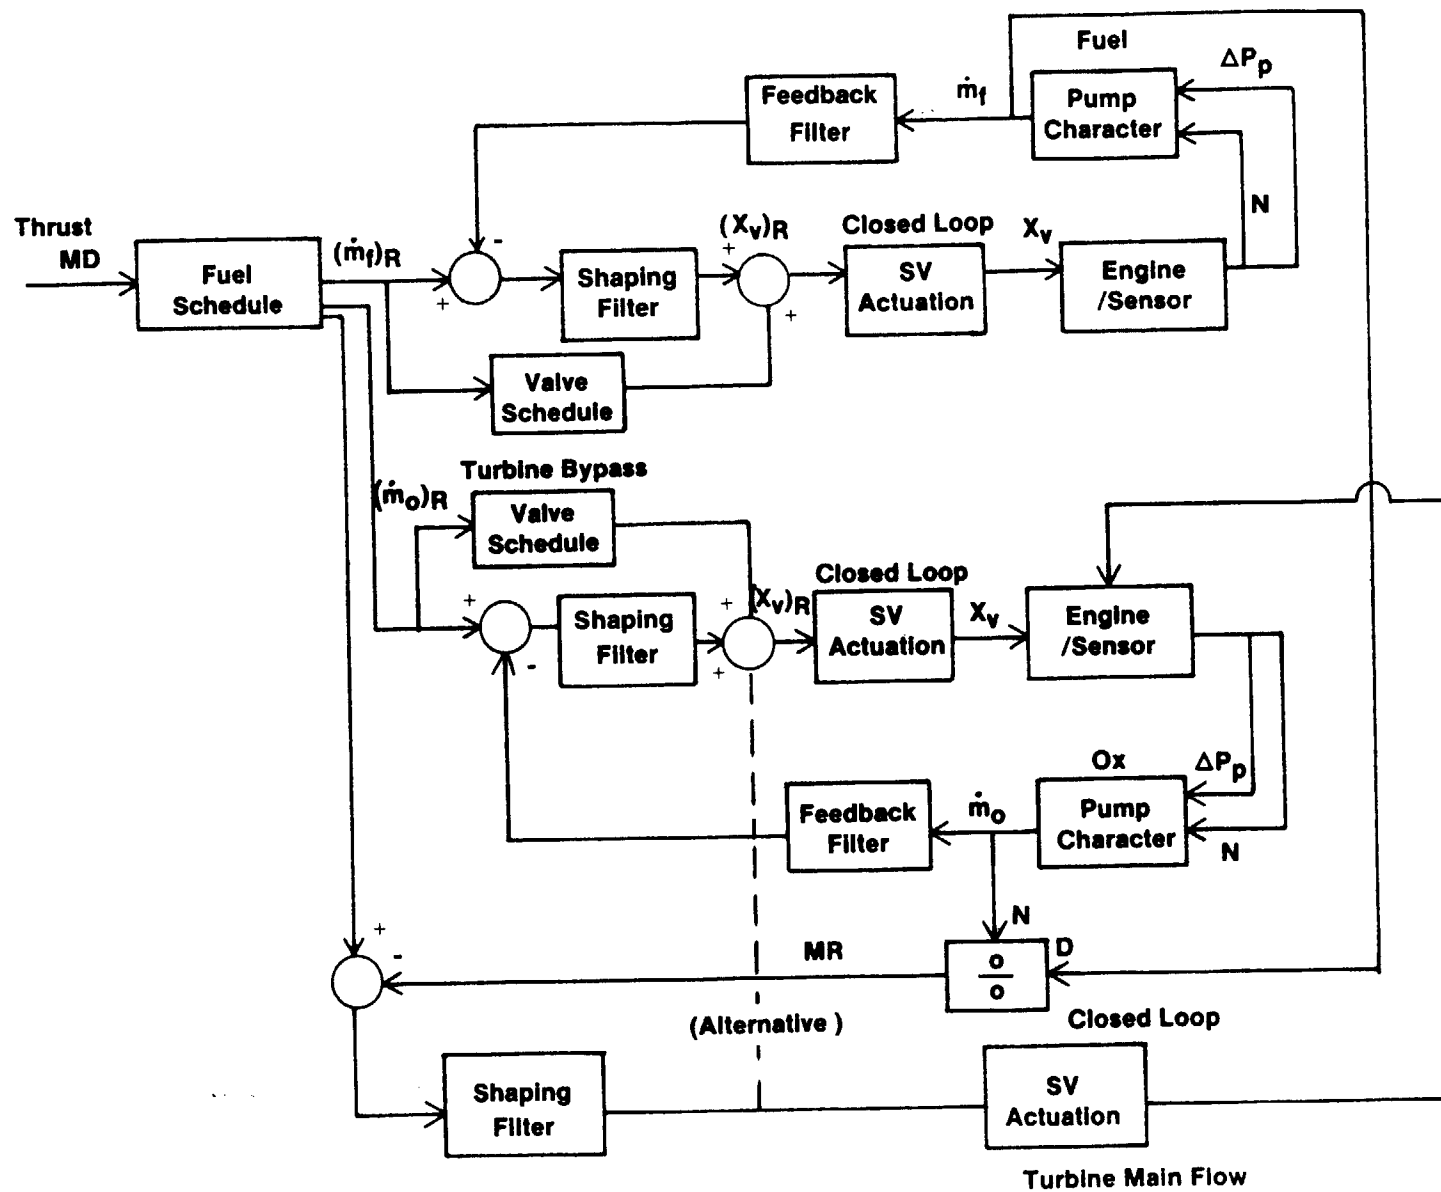 Fuel
ΔPp
Feedback
Filter
ṁf
Pump
Character
N
Thrust
MD
Fuel
Schedule
(ṁf)R
-
+
Shaping
Filter
(Xv)R
+
+
Closed Loop
SV
Actuation
Xv
Engine
/Sensor
Valve
Schedule
Turbine Bypass
(ṁo)R
Valve
Schedule
+
-
Shaping
Filter
+
+
(Xv)R
Closed Loop
SV
Actuation
Xv
Engine
/Sensor
Ox
ΔPp
Feedback
Filter
ṁo
Pump
Character
N
N
+
-
MR
o
o
D
(Alternative)
Closed Loop
Shaping
Filter
SV
Actuation
Turbine Main Flow